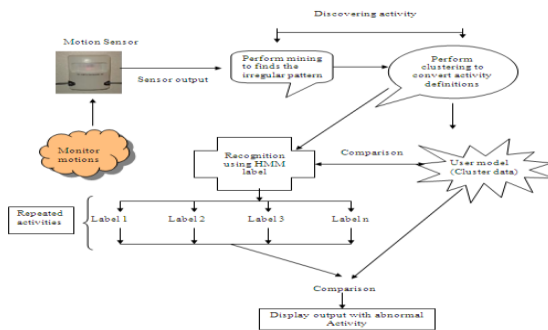 Discovering activity
Motion Sensor
Sensor output
Perform mining
to finds the
irregular pattern
Perform
clustering to
convert activity
definitions
Monitor
motions
Recognition
using HMM
label
Comparison
User model
(Cluster data)
Repeated
activities
Label 1
Label 2
Label 3
Label n
Comparison
Display output with abnormal
Activity